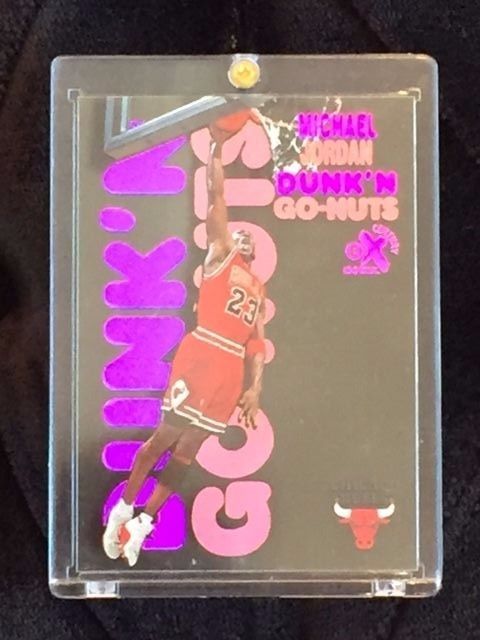 MICHAEL
JORDAN
DUNK'N
GO-NUTS
DUNK'N
GO-NUTS
23